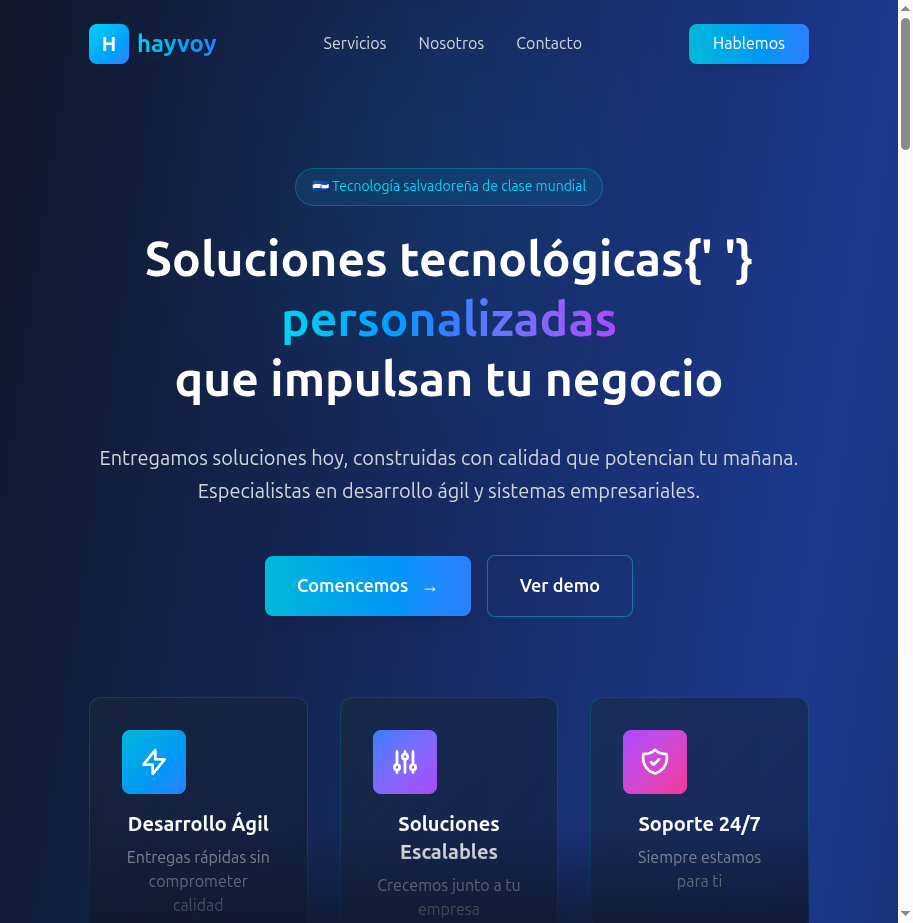 H hayvoy
Servicios Nosotros Contacto
Hablemos
Tecnología salvadoreña de clase mundial
Soluciones tecnológicas{' '}
personalizadas
que impulsan tu negocio
Entregamos soluciones hoy, construidas con calidad que potencian tu mañana.
Especialistas en desarrollo ágil y sistemas empresariales.
Comencemos →
Ver demo
Desarrollo Ágil
Entregas rápidas sin
comprometer
calidad
Soluciones
Escalables
Crecemos junto a tu
empresa
Soporte 24/7
Siempre estamos
para ti